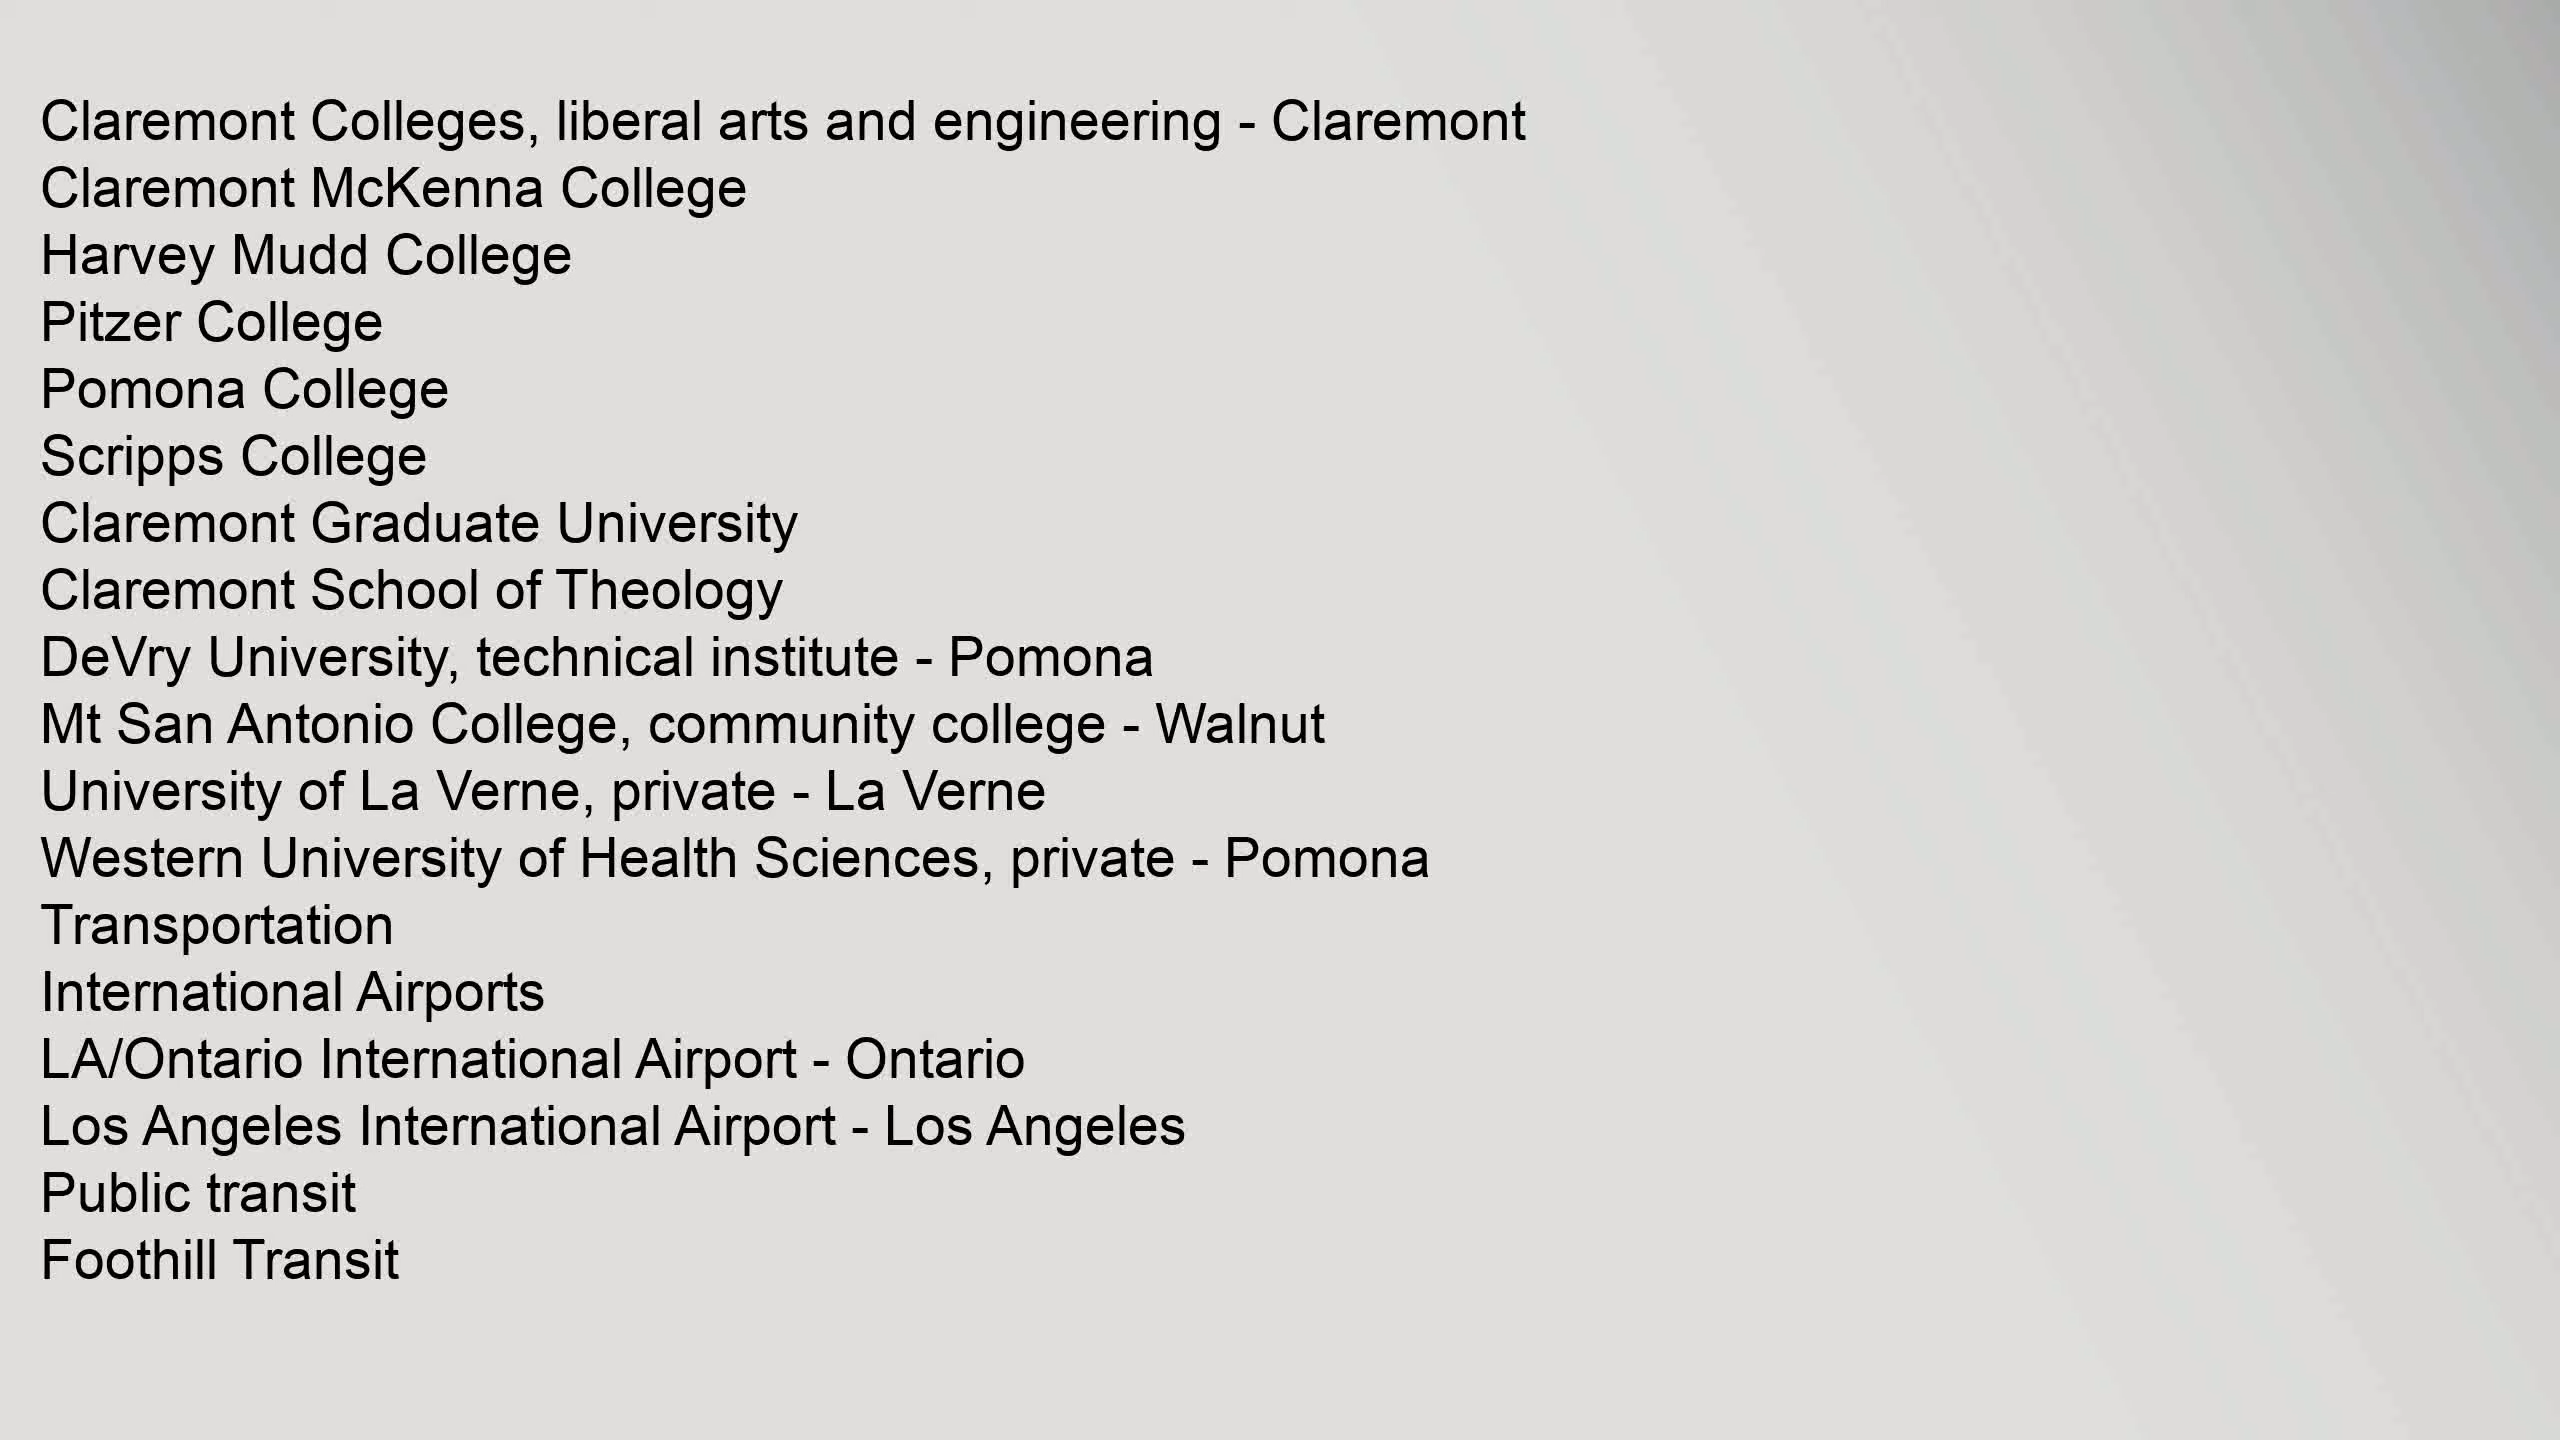 Claremont Colleges, liberal arts and engineering - Claremont
Claremont McKenna College
Harvey Mudd College
Pitzer College
Pomona College
Scripps College
Claremont Graduate University
Claremont School of Theology
DeVry University, technical institute - Pomona
Mt San Antonio College, community college - Walnut
University of La Verne, private - La Verne
Western University of Health Sciences, private - Pomona
Transportation
International Airports
LA/Ontario International Airport - Ontario
Los Angeles International Airport - Los Angeles
Public transit
Foothill Transit